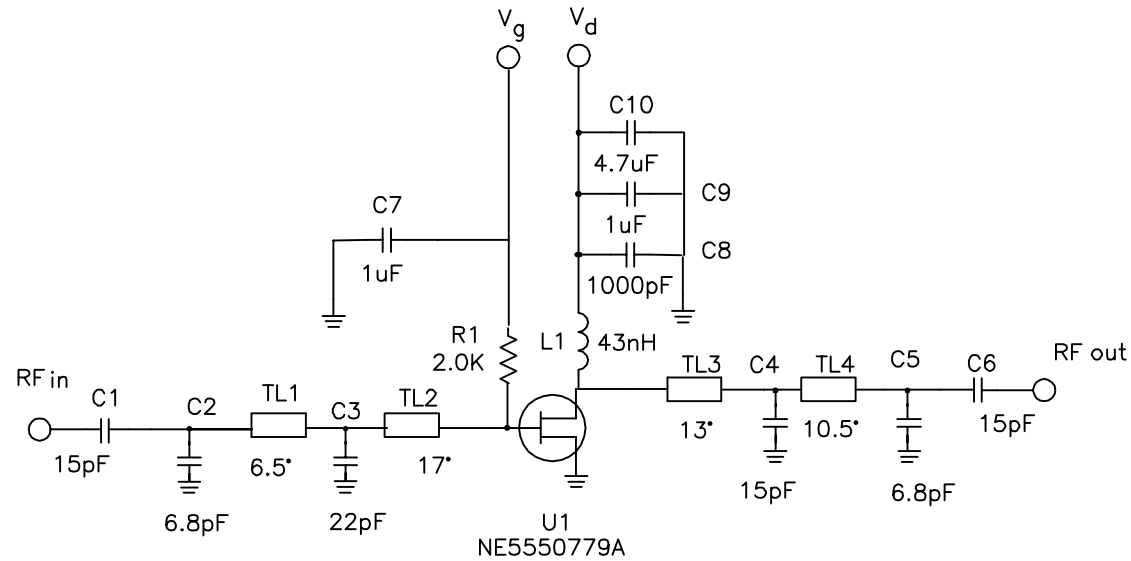 Vg
Vd
C10
4.7uF
C9
C7
1uF
C8
1uF
1000pF
R1
2.0K
L1
43nH
RF in
C1
C2
TL1
C3
TL2
TL3
C4
TL4
C5
C6
RF out
15pF
6.5°
17°
13°
10.5°
15pF
6.8pF
22pF
15pF
6.8pF
U1
NE5550779A